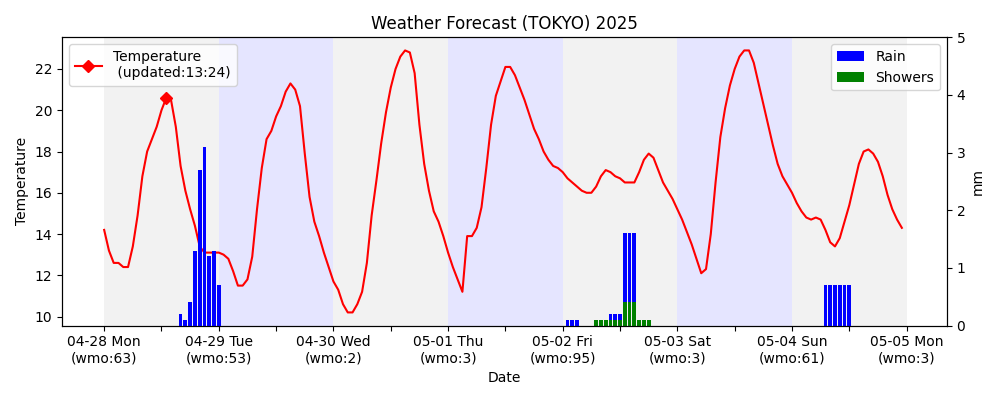 Weather Forecast (TOKYO) 2025
Temperature
(updated:13:24)
Rain
Showers
Temperature
22
20
18
16
14
12
10
5
4
3
2
1
0
mm
04-28 Mon
(wmo:63)
04-29 Tue
(wmo:53)
04-30 Wed
(wmo:2)
05-01 Thu
(wmo:3)
05-02 Fri
(wmo:95)
05-03 Sat
(wmo:3)
05-04 Sun
(wmo:61)
05-05 Mon
(wmo:3)
Date